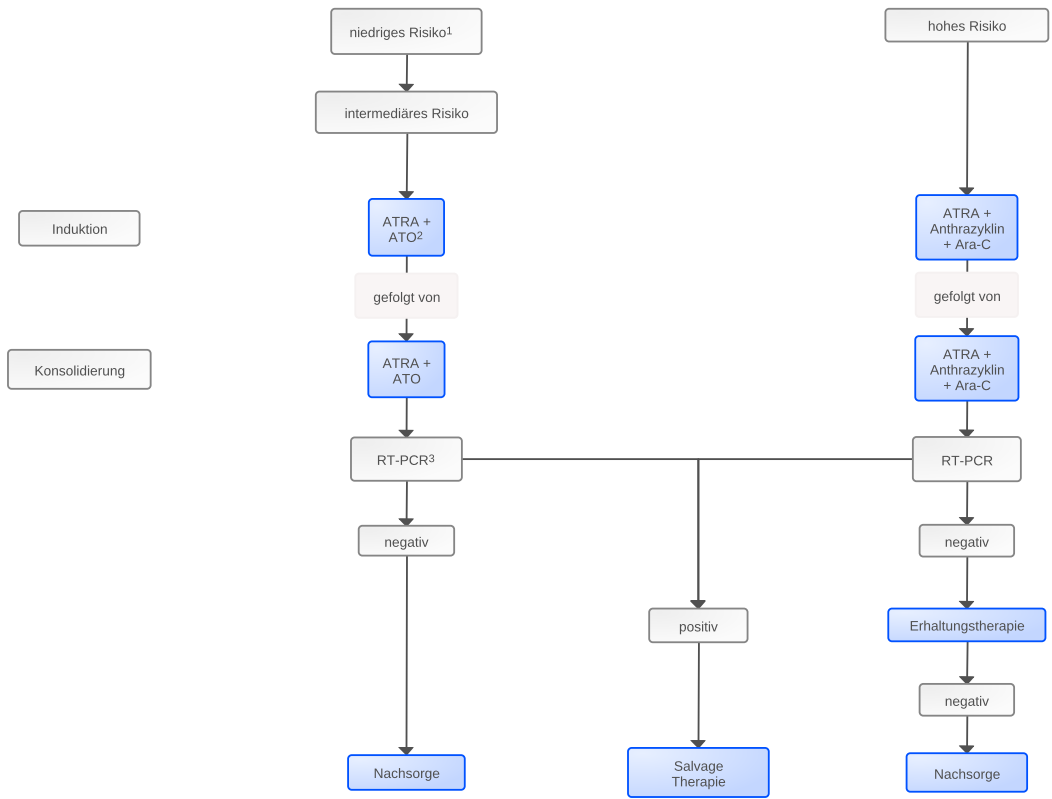 niedriges Risiko¹
hohes Risiko
intermediäres Risiko
Induktion
ATRA +
ATO²
ATRA +
Anthrazyklin
+ Ara-C
gefolgt von
gefolgt von
Konsolidierung
ATRA +
ATO
ATRA +
Anthrazyklin
+ Ara-C
RT-PCR³
RT-PCR
negativ
negativ
positiv
Erhaltungstherapie
negativ
Nachsorge
Salvage
Therapie
Nachsorge